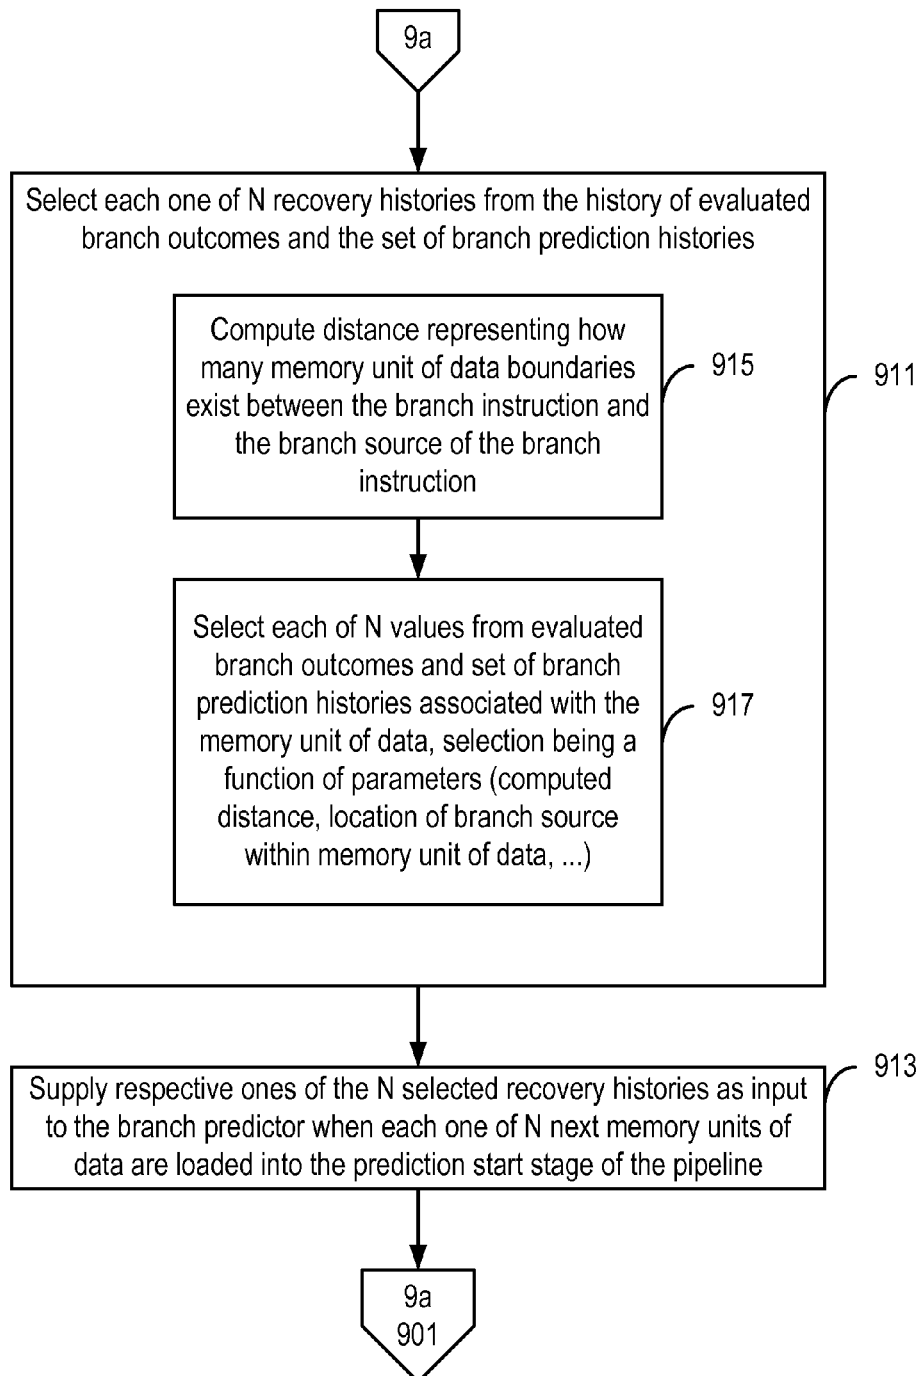 9a
Select each one of N recovery histories from the history of evaluated
branch outcomes and the set of branch prediction histories
Compute distance representing how
many memory unit of data boundaries
exist between the branch instruction and
the branch source of the branch
instruction
915
911
Select each of N values from evaluated
branch outcomes and set of branch
prediction histories associated with the
memory unit of data, selection being a
function of parameters (computed
distance, location of branch source
within memory unit of data, ...)
917
Supply respective ones of the N selected recovery histories as input
to the branch predictor when each one of N next memory units of
data are loaded into the prediction start stage of the pipeline
913
9a
901